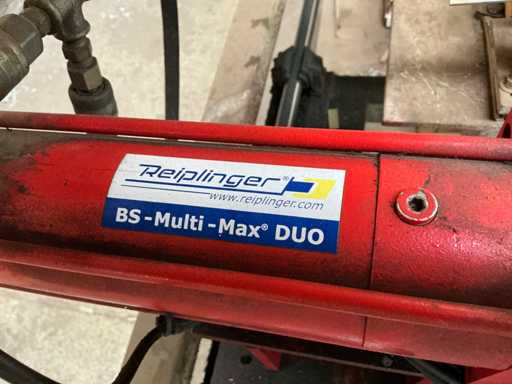 Reiplinger®
www.reiplinger.com
BS-Multi-Max® DUO